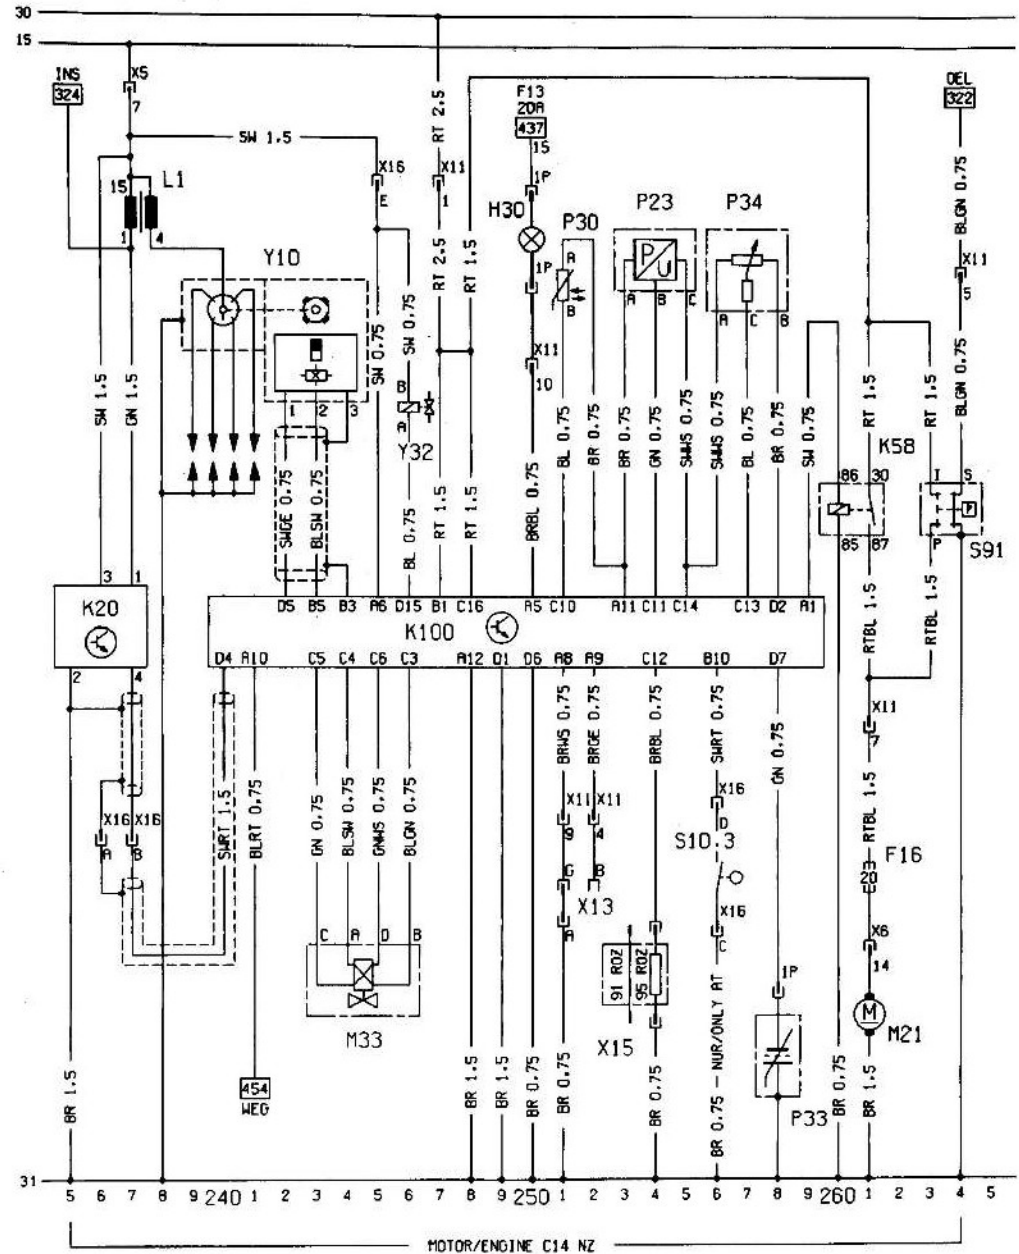 30
15
INS
324
X5
7
SW 1.5
X16
E
RT 2.5
X11
1
F13
20A
437
15
1P
H30
1P
X11
10
DEL
322
BLGN 0.75
X11
5
BLGN 0.75
15
L1
1
4
Y10
SW 0.75
SW 0.75
RT 2.5
RT 1.5
P30
A
B
P23
P
U
A
B
C
P34
A
C
B
SW 1.5
GN 1.5
1
2
3
B
A
Y32
SWGE 0.75
BLSW 0.75
BL 0.75
RT 1.5
RT 1.5
BRBL 0.75
BL 0.75
BR 0.75
BR 0.75
GN 0.75
SWWS 0.75
SWWS 0.75
BL 0.75
BR 0.75
SW 0.75
RT 1.5
RT 1.5
K58
86
30
85
87
I
S
P
P
S91
3
1
K20
2
4
D5
B5
B3
A6
D15
B1
C16
A5
C10
A11
C11
C14
C13
D2
A1
K100
D4
A10
C5
C4
C6
C3
A12
D1
D6
A8
A9
C12
B10
D7
RTBL 1.5
RTBL 1.5
X16
X16
A
B
SWRT 1.5
BLRT 0.75
GN 0.75
BLSW 0.75
GNWS 0.75
BLGN 0.75
BRWS 0.75
BRGE 0.75
BRBL 0.75
SWRT 0.75
GN 0.75
X11
7
RTBL 1.5
X11
X11
9
4
G
B
X13
A
X16
D
S10.3
X16
C
F16
20
X6
14
C
A
D
B
M33
91 ROZ
95 ROZ
X15
1P
P33
M
M21
BR 1.5
454
WEG
BR 1.5
BR 1.5
BR 0.75
BR 0.75
BR 0.75
BR 0.75 - NUR/ONLY AT
BR 0.75
BR 1.5
31
5 6 7 8 9 240 1 2 3 4 5 6 7 8 9 250 1 2 3 4 5 6 7 8 9 260 1 2 3 4 5
MOTOR/ENGINE C14 NZ